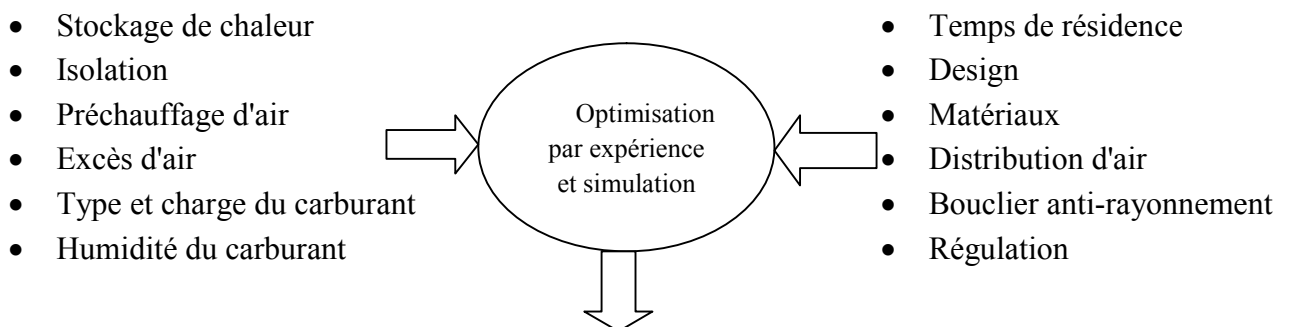 • Stockage de chaleur
• Isolation
• Préchauffage d'air
• Excès d'air
• Type et charge du carburant
• Humidité du carburant
Optimisation
par expérience
et simulation
• Temps de résidence
• Design
• Matériaux
• Distribution d'air
• Bouclier anti-rayonnement
• Régulation